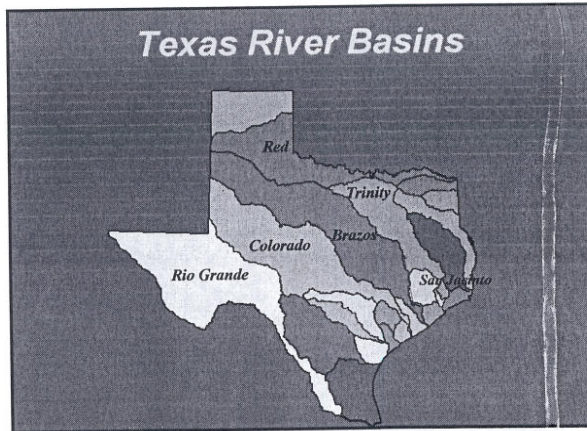 Texas River Basins
Red
Trinity
Brazos
Colorado
Rio Grande
San Jacinto